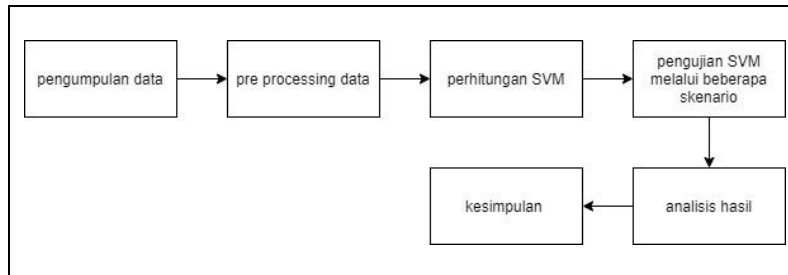 pengumpulan data
pre processing data
perhitungan SVM
pengujian SVM
melalui beberapa
skenario
analisis hasil
kesimpulan